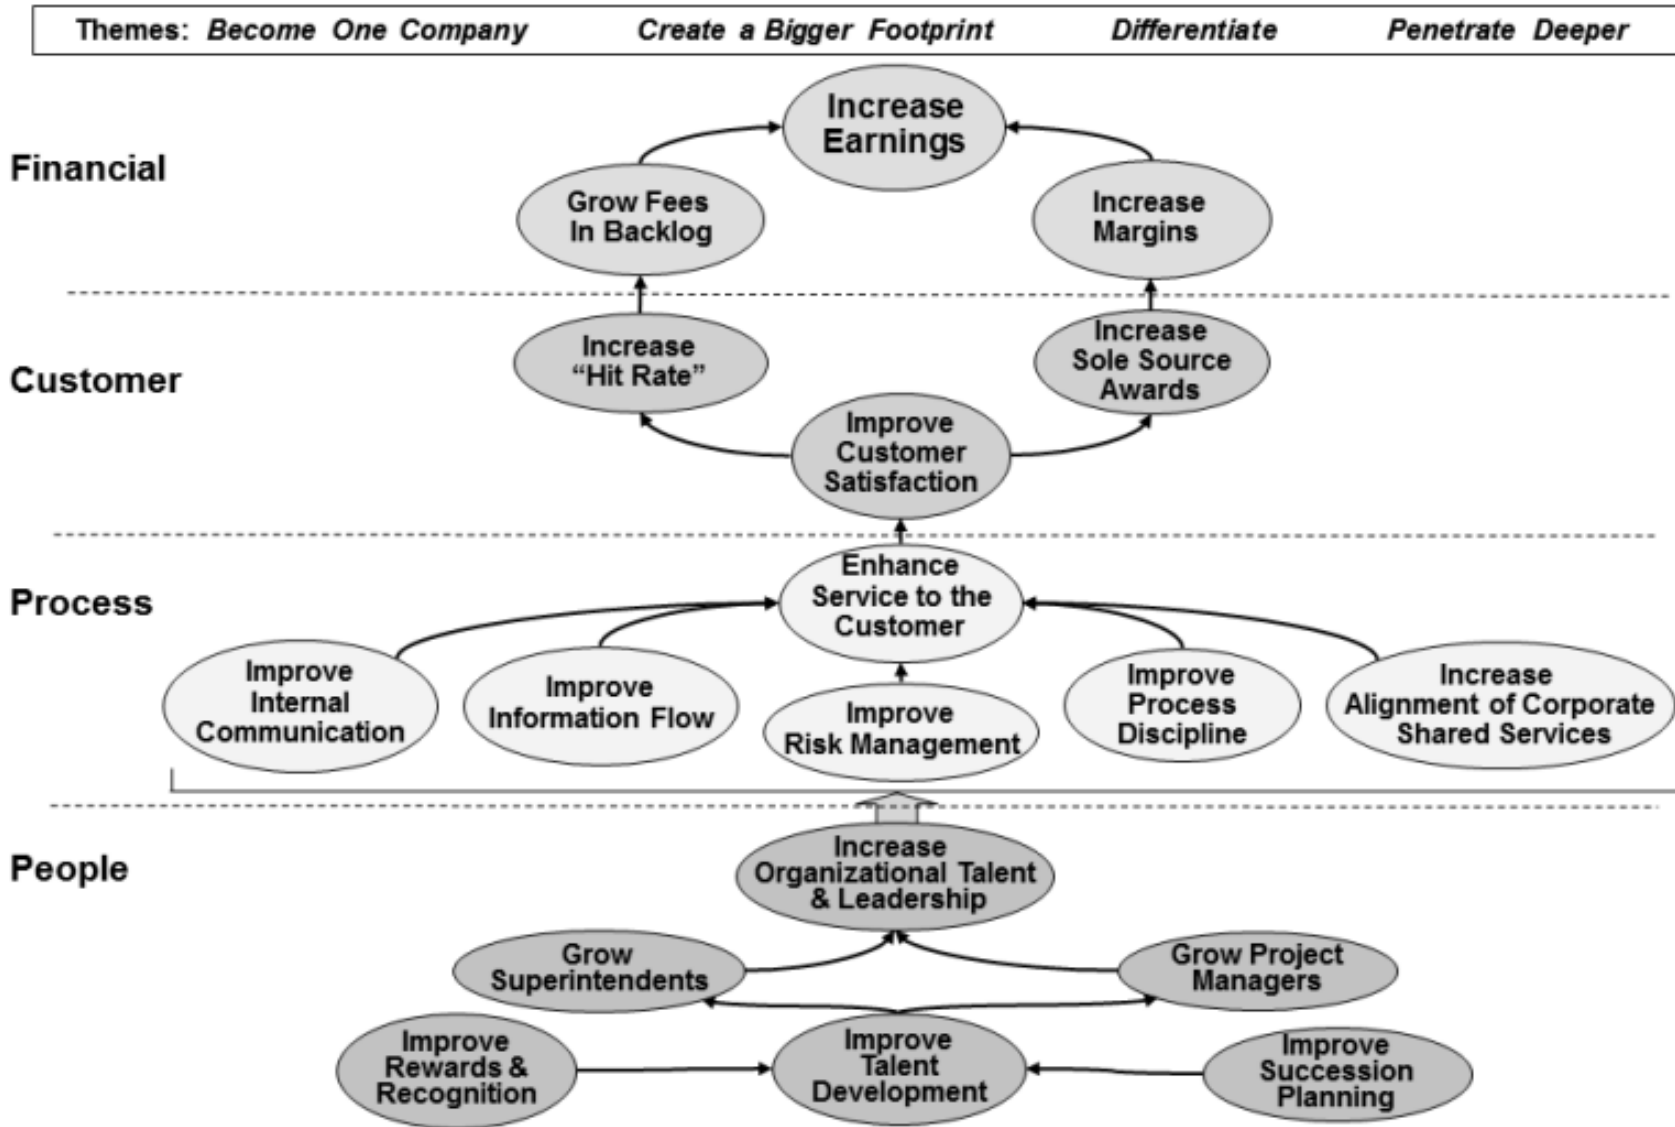 Themes: Become One Company Create a Bigger Footprint Differentiate Penetrate Deeper
Financial
Increase
Earnings
Grow Fees
In Backlog
Increase
Margins
Customer
Increase
“Hit Rate”
Increase
Sole Source
Awards
Improve
Customer
Satisfaction
Process
Enhance
Service to the
Customer
Improve
Internal
Communication
Improve
Information Flow
Improve
Risk Management
Improve
Process
Discipline
Increase
Alignment of Corporate
Shared Services
People
Increase
Organizational Talent
& Leadership
Grow
Superintendents
Grow Project
Managers
Improve
Rewards &
Recognition
Improve
Talent
Development
Improve
Succession
Planning